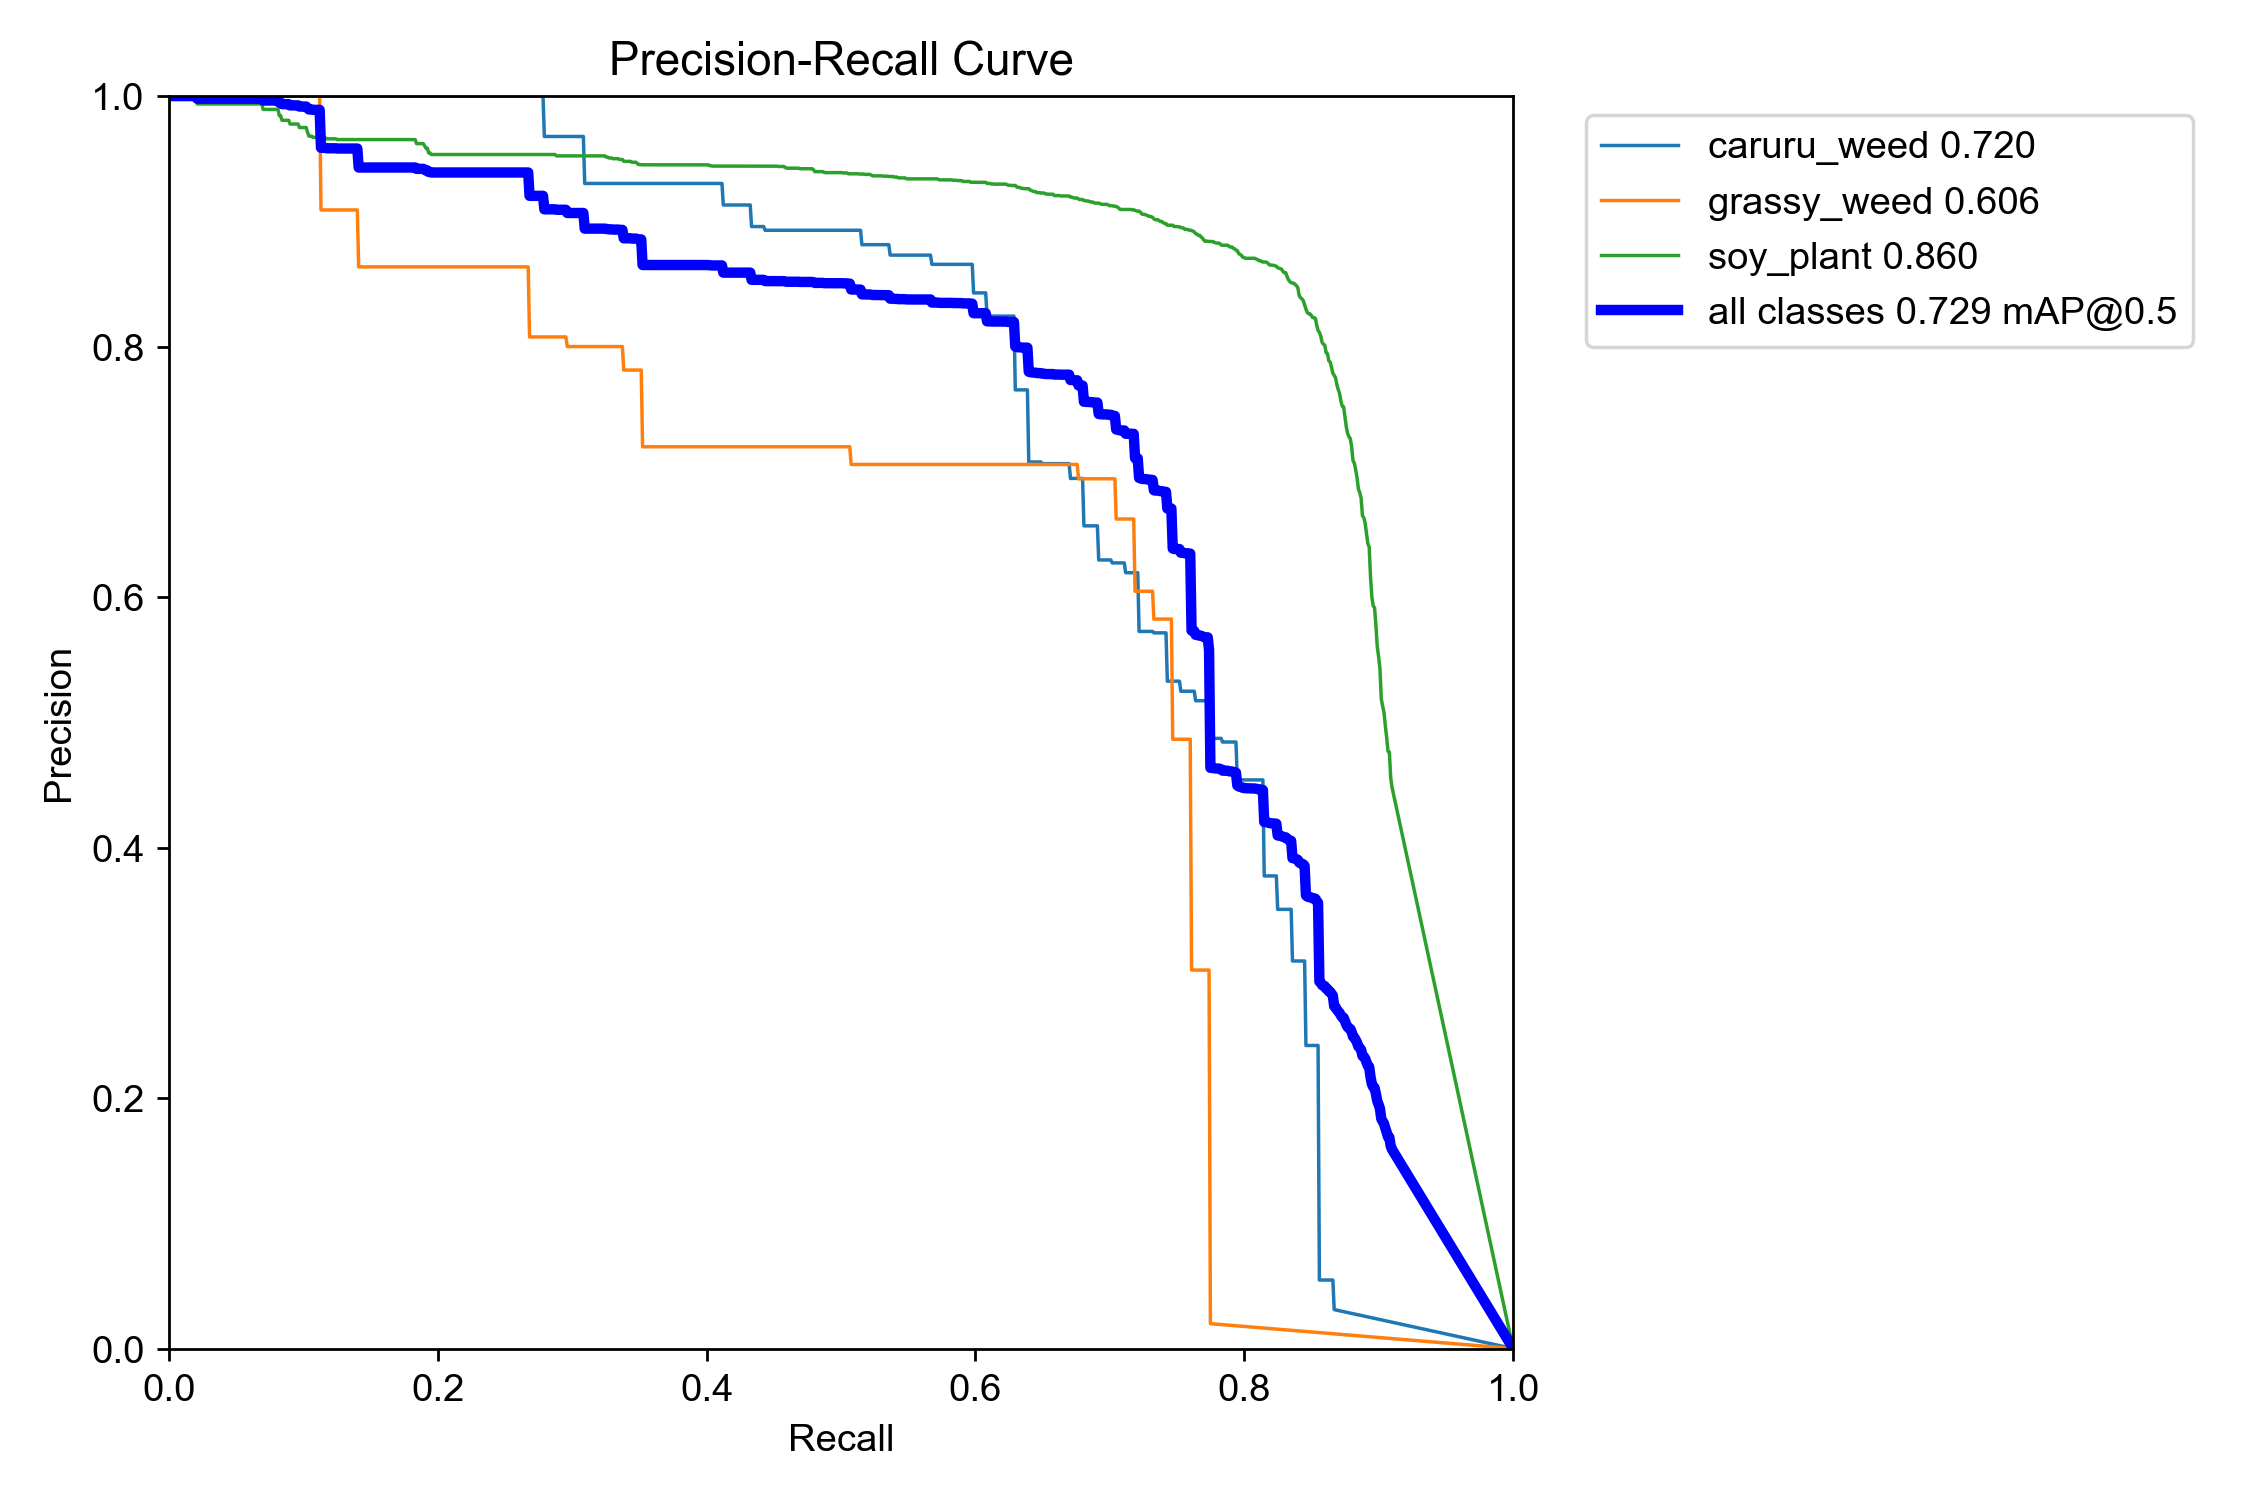 Precision-Recall Curve
1.0
0.8
0.6
0.4
0.2
0.0
Precision
0.0 0.2 0.4 0.6 0.8 1.0
Recall
caruru_weed 0.720
grassy_weed 0.606
soy_plant 0.860
all classes 0.729 mAP@0.5